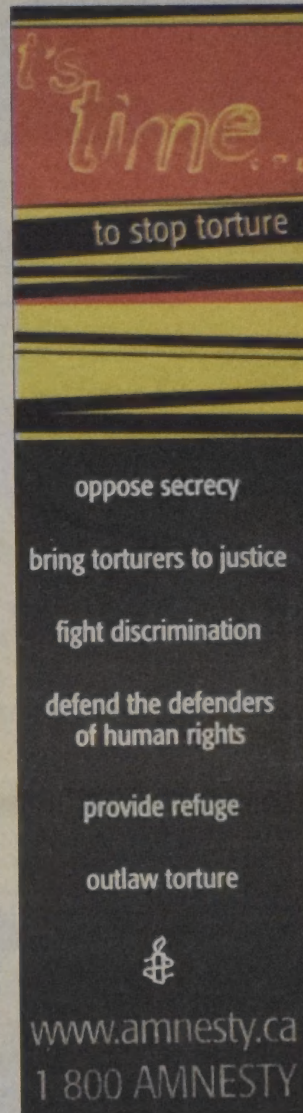 t's
time...
to stop torture
oppose secrecy
bring torturers to justice
fight discrimination
defend the defenders
of human rights
provide refuge
outlaw torture
www.amnesty.ca
1 800 AMNESTY